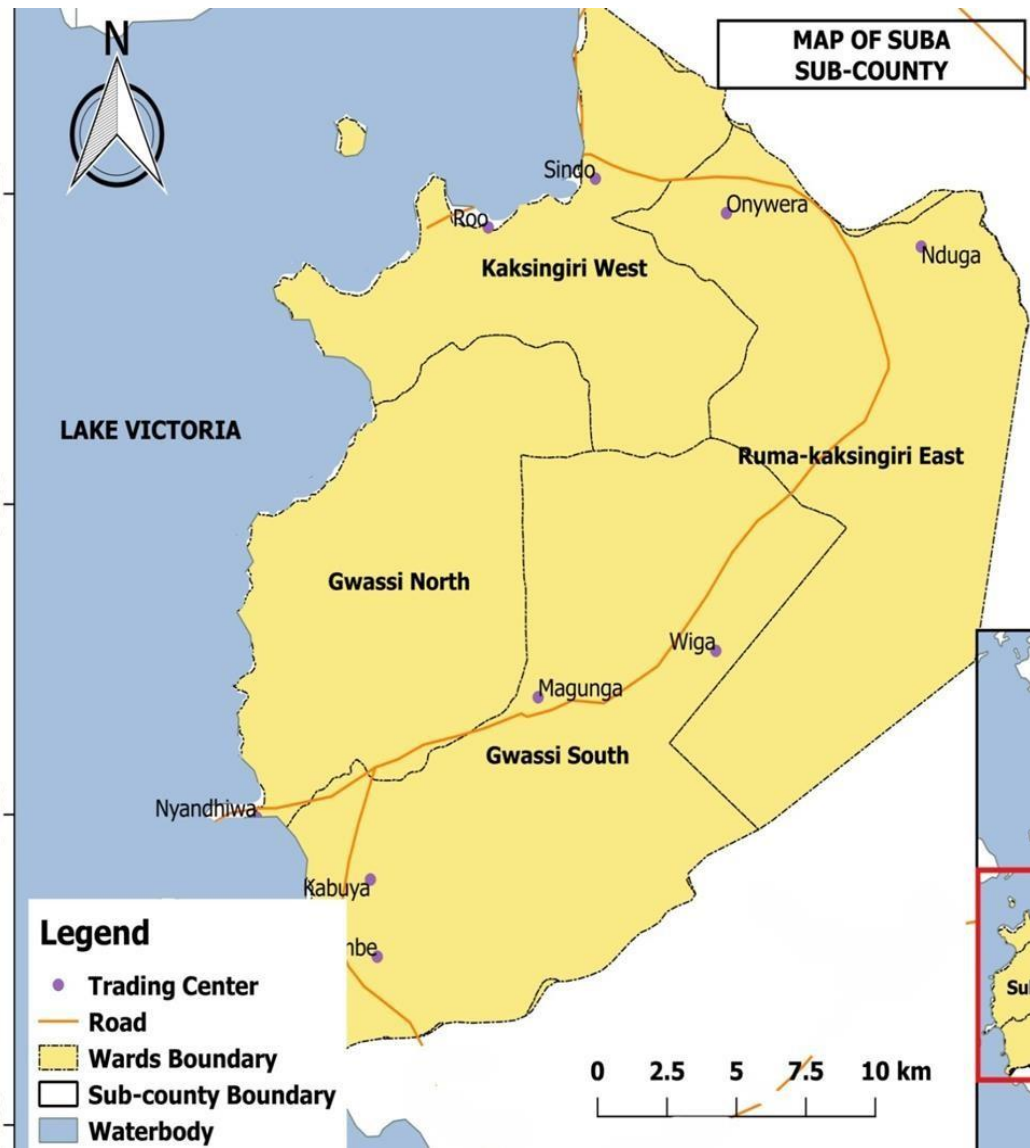 N
MAP OF SUBA
SUB-COUNTY
Sindo
Onywera
Roo
Nduga
Kaksingiri West
LAKE VICTORIA
Ruma-kaksingiri East
Gwassi North
Wiga
Magunga
Gwassi South
Nyandhiwa
Kabuya
nbe
Legend
Trading Center
Road
Wards Boundary
Sub-county Boundary
Waterbody
0 2.5 5 7.5 10 km